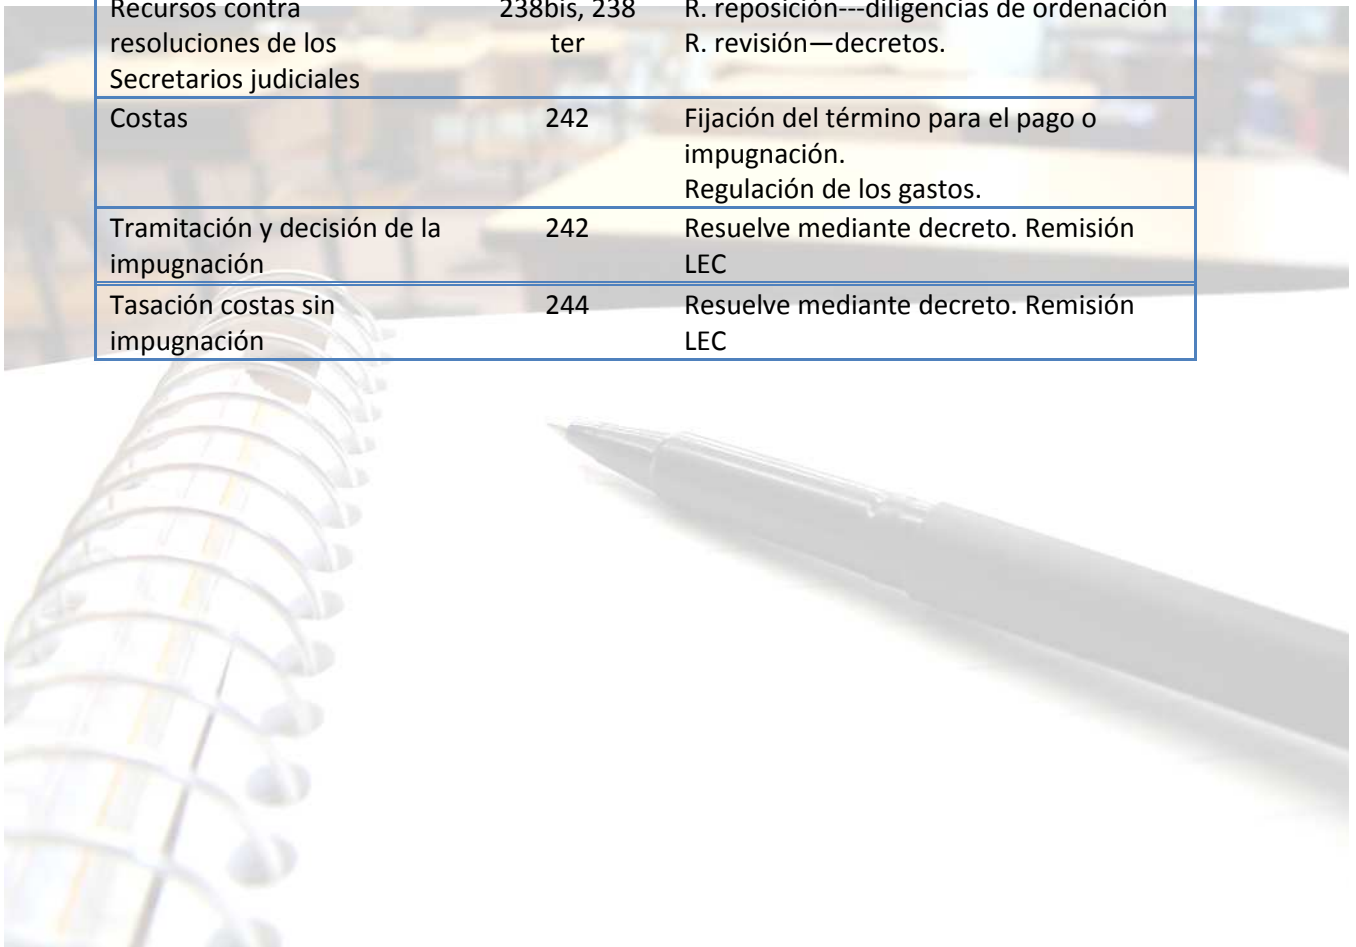 Recursos contra 238bis, 238 R. reposición---diligencias de ordenación
resoluciones de los ter R. revisión—decretos.
Secretarios judiciales
Costas 242 Fijación del término para el pago o
impugnación.
Regulación de los gastos.
Tramitación y decisión de la 242 Resuelve mediante decreto. Remisión
impugnación LEC
Tasación costas sin 244 Resuelve mediante decreto. Remisión
impugnación LEC